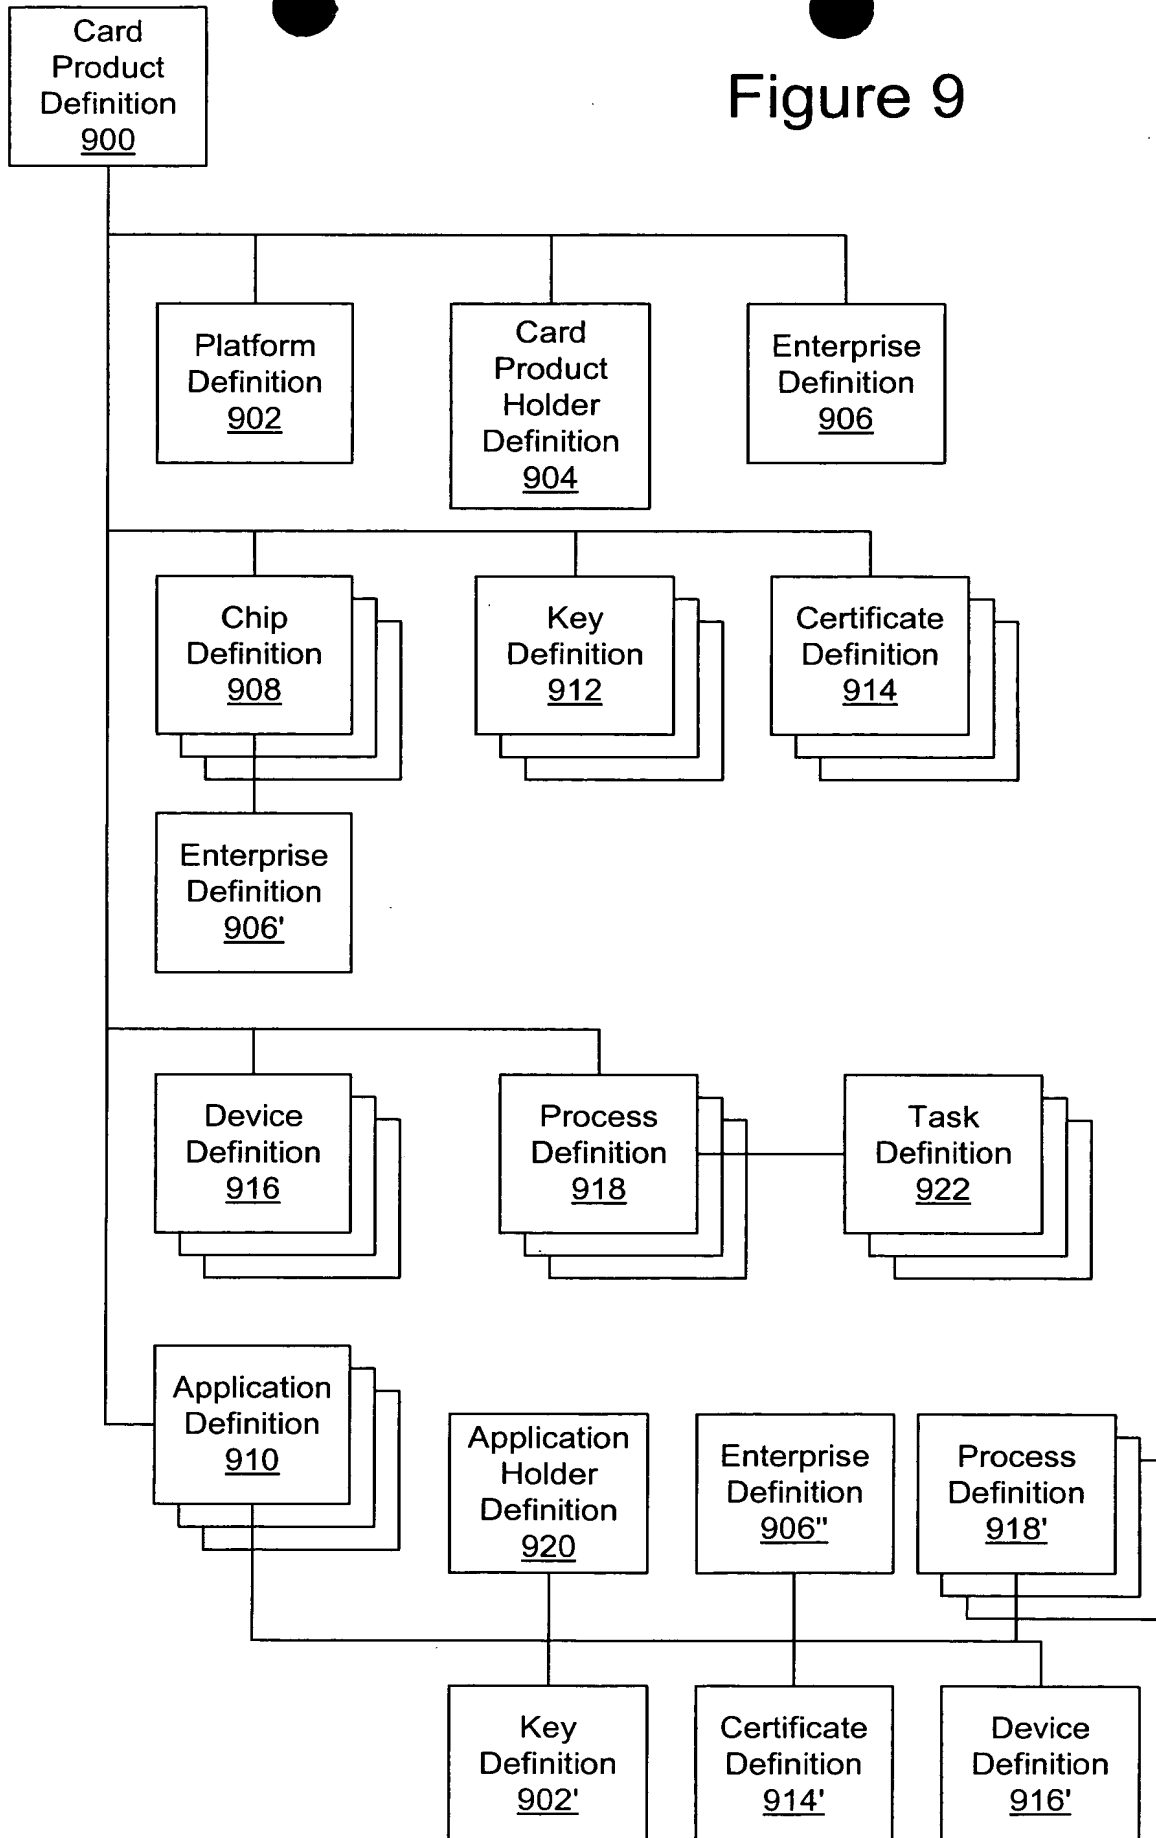 Card
Product
Definition
900
Figure 9
Platform
Definition
902
Card
Product
Holder
Definition
904
Enterprise
Definition
906
Chip
Definition
908
Key
Definition
912
Certificate
Definition
914
Enterprise
Definition
906'
Device
Definition
916
Process
Definition
918
Task
Definition
922
Application
Definition
910
Application
Holder
Definition
920
Enterprise
Definition
906"
Process
Definition
918'
Key
Definition
902'
Certificate
Definition
914'
Device
Definition
916'